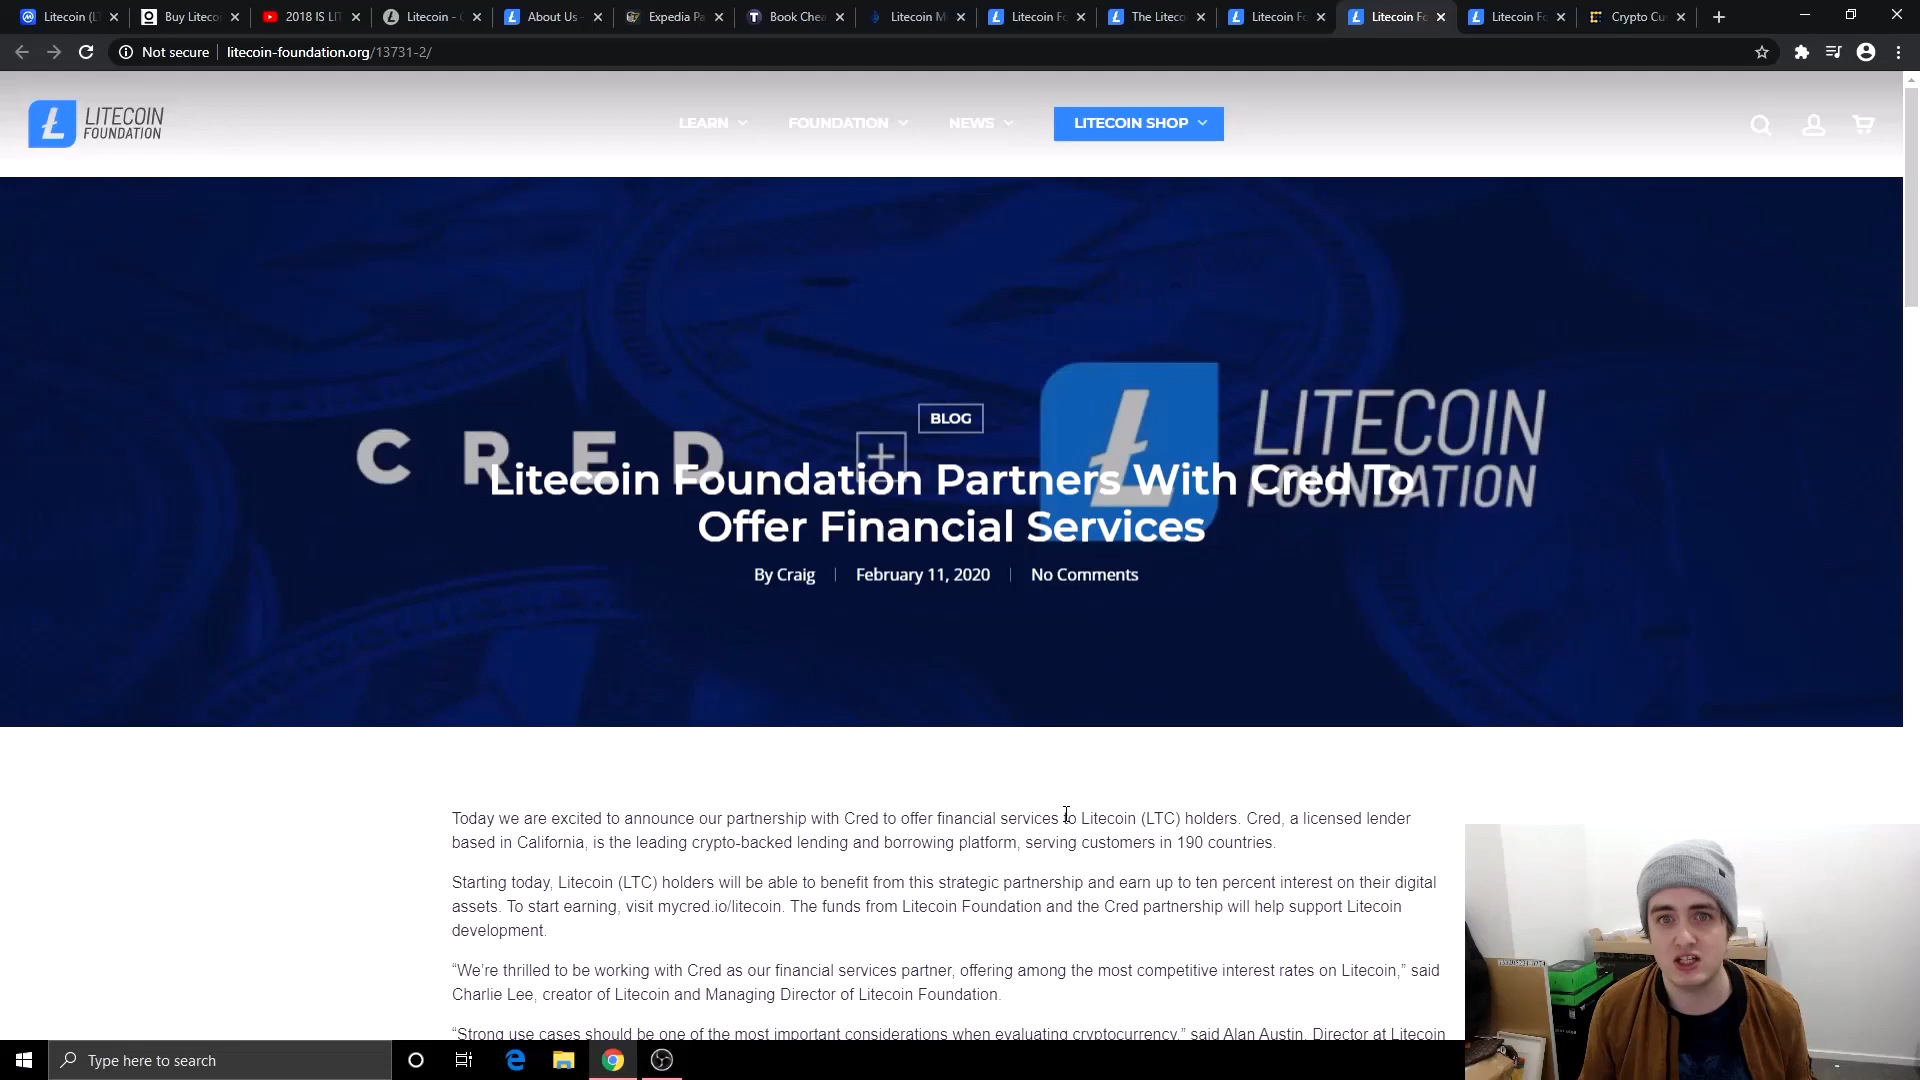 Litecoin (L
Buy Liteco
2018 IS LI
Litecoin -
About Us -
Expedia Pa
Book Chea
Litecoin M
Litecoin Fo
The Liteco
Litecoin Fo
Litecoin Fo
Litecoin Fo
Crypto Cu
Not secure
litecoin-foundation.org/13731-2/
LITECOIN
FOUNDATION
LEARN
FOUNDATION
NEWS
LITECOIN SHOP
BLOG
CRED
LITECOIN
FOUNDATION
Litecoin Foundation Partners With Cred To
Offer Financial Services
By Craig
February 11, 2020
No Comments
Today we are excited to announce our partnership with Cred to offer financial services to Litecoin (LTC) holders. Cred, a licensed lender
based in California, is the leading crypto-backed lending and borrowing platform, serving customers in 190 countries.
Starting today, Litecoin (LTC) holders will be able to benefit from this strategic partnership and earn up to ten percent interest on their digital
assets. To start earning, visit mycred.io/litecoin. The funds from Litecoin Foundation and the Cred partnership will help support Litecoin
development.
“We’re thrilled to be working with Cred as our financial services partner, offering among the most competitive interest rates on Litecoin,” said
Charlie Lee, creator of Litecoin and Managing Director of Litecoin Foundation.
“Strong use cases should be one of the most important considerations when evaluating cryptocurrency,” said Alan Austin, Director at Litecoin
Type here to search